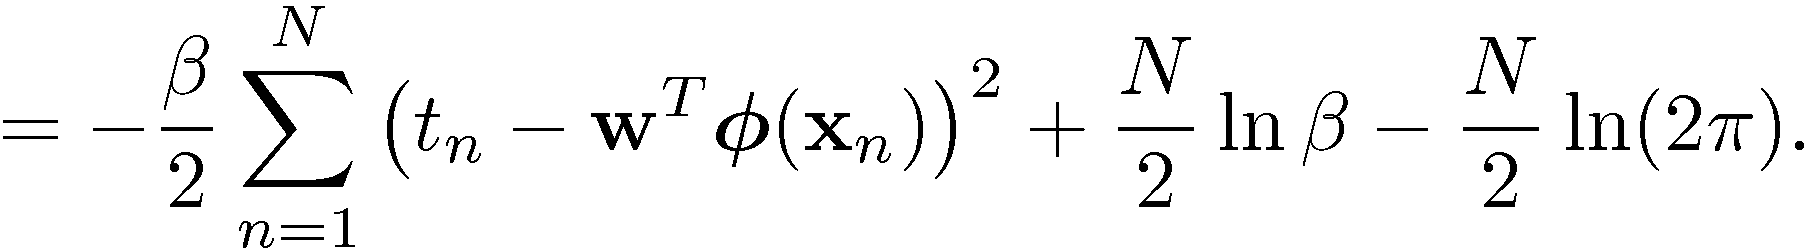 = -\frac{\beta}{2} \sum_{n=1}^{N} \left( t_n - \mathbf{w}^T \boldsymbol{\phi}(\mathbf{x}_n) \right)^2 + \frac{N}{2} \ln \beta - \frac{N}{2} \ln(2\pi).